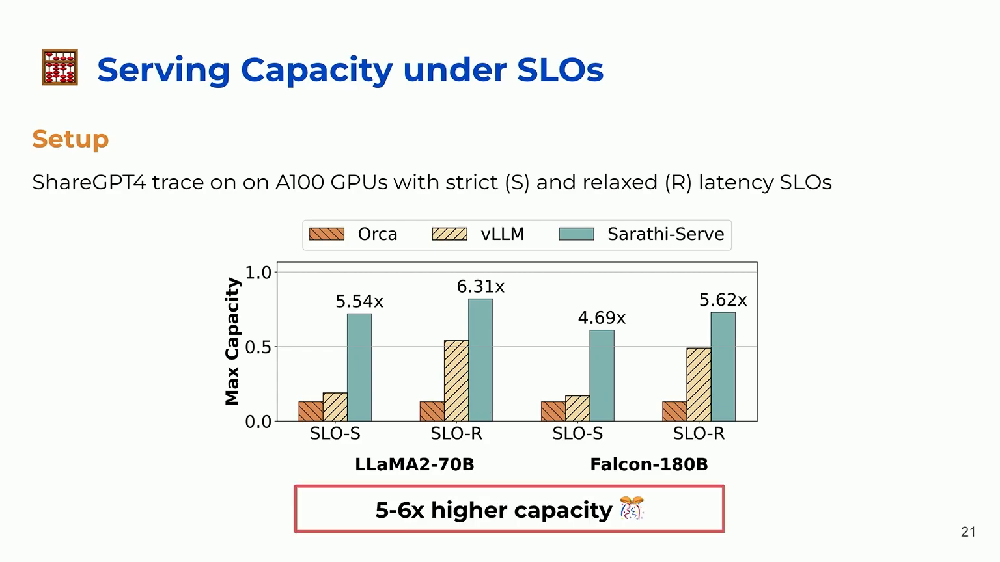 Serving Capacity under SLOs
Setup
ShareGPT4 trace on on A100 GPUs with strict (S) and relaxed (R) latency SLOs
Orca vLLM Sarathi-Serve
Max Capacity
1.0
0.5
0.0
5.54x
6.31x
4.69x
5.62x
SLO-S SLO-R SLO-S SLO-R
LLaMA2-70B Falcon-180B
5-6x higher capacity
21